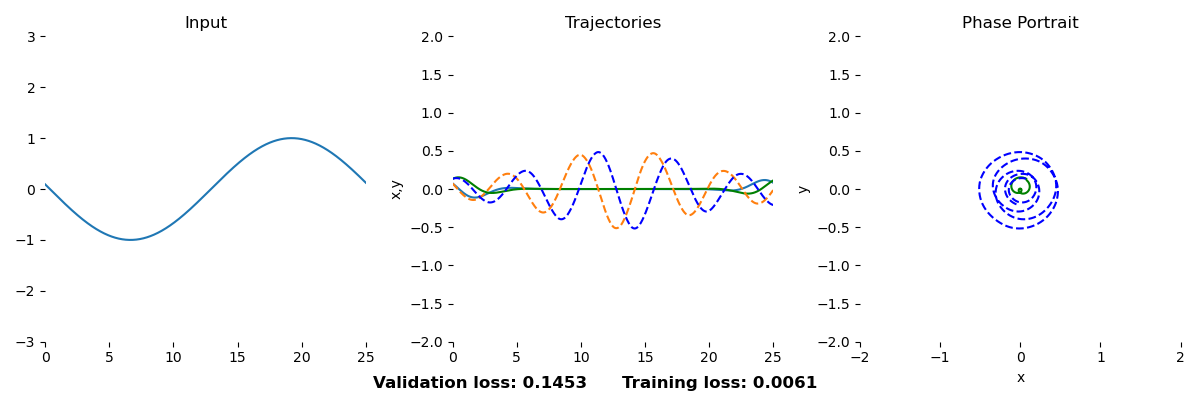 Input
3
2
1
0
−1
−2
−3
0 5 10 15 20 25
Trajectories
x,y
2.0
1.5
1.0
0.5
0.0
−0.5
−1.0
−1.5
−2.0
0 5 10 15 20 25
Phase Portrait
y
2.0
1.5
1.0
0.5
0.0
−0.5
−1.0
−1.5
−2.0
−2 −1 0 1 2
x
Validation loss: 0.1453 Training loss: 0.0061